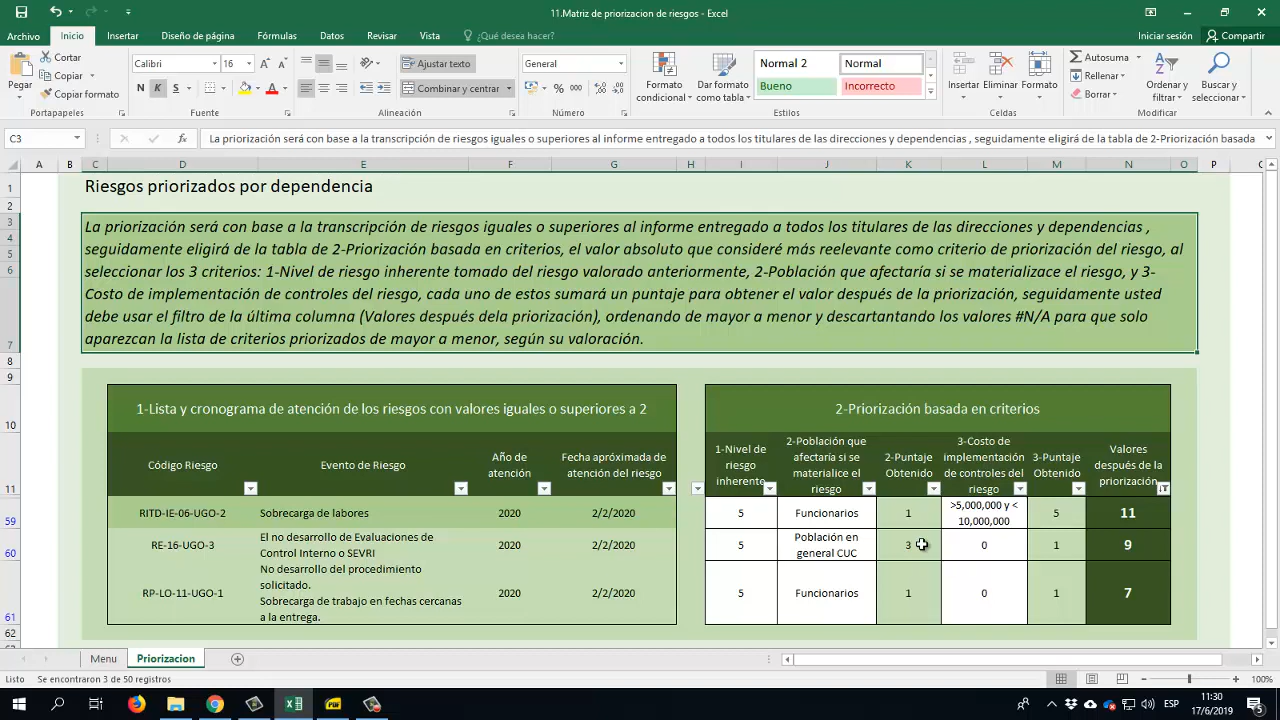 11.Matriz de priorizacion de riesgos - Excel
Archivo Inicio Insertar Diseño de página Fórmulas Datos Revisar Vista ¿Qué desea hacer? Iniciar sesión Compartir
Pegar Cortar Copiar Copiar formato
Calibri 16
N K S
Ajustar texto
Combinar y centrar
General
Formato condicional Dar formato como tabla
Normal 2 Normal
Bueno Incorrecto
Insertar Eliminar Formato
Autosuma Rellenar Borrar
Ordenar y filtrar Buscar y seleccionar
Portapapeles Fuente Alineación Número Estilos Celdas Modificar
C3 La priorización será con base a la transcripción de riesgos iguales o superiores al informe entregado a todos los titulares de las direcciones y dependencias , seguidamente eligirá de la tabla de 2-Priorización basada
A B C D E F G H I J K L M N O P
1 Riesgos priorizados por dependencia
2
3 La priorización será con base a la transcripción de riesgos iguales o superiores al informe entregado a todos los titulares de las direcciones y dependencias ,
4 seguidamente eligirá de la tabla de 2-Priorización basada en criterios, el valor absoluto que consideré más reelevante como criterio de priorización del riesgo, al
5 6 seleccionar los 3 criterios: 1-Nivel de riesgo inherente tomado del riesgo valorado anteriormente, 2-Población que afectaría si se materializace el riesgo, y 3-
Costo de implementación de controles del riesgo, cada uno de estos sumará un puntaje para obtener el valor después de la priorización, seguidamente usted
debe usar el filtro de la última columna (Valores después dela priorización), ordenando de mayor a menor y descartantando los valores #N/A para que solo
7 aparezcan la lista de criterios priorizados de mayor a menor, según su valoración.
8
9
10 1-Lista y cronograma de atención de los riesgos con valores iguales o superiores a 2 2-Priorización basada en criterios
11 Código Riesgo Evento de Riesgo Año de atención Fecha apróximada de atención del riesgo 1-Nivel de riesgo inherente 2-Población que afectaría si se materialice el riesgo 2-Puntaje Obtenido 3-Costo de implementación de controles del riesgo 3-Puntaje Obtenido Valores después de la priorización
59 RITD-IE-06-UGO-2 Sobrecarga de labores 2020 2/2/2020 5 Funcionarios 1 >5,000,000 y < 10,000,000 5 11
60 RE-16-UGO-3 El no desarrollo de Evaluaciones de Control Interno o SEVRI 2020 2/2/2020 5 Población en general CUC 3 0 1 9
61 RP-LO-11-UGO-1 No desarrollo del procedimiento solicitado. Sobrecarga de trabajo en fechas cercanas a la entrega. 2020 2/2/2020 5 Funcionarios 1 0 1 7
62
Menu Priorizacion
Listo Se encontraron 3 de 50 registros 100%
ESP 11:30
17/6/2019